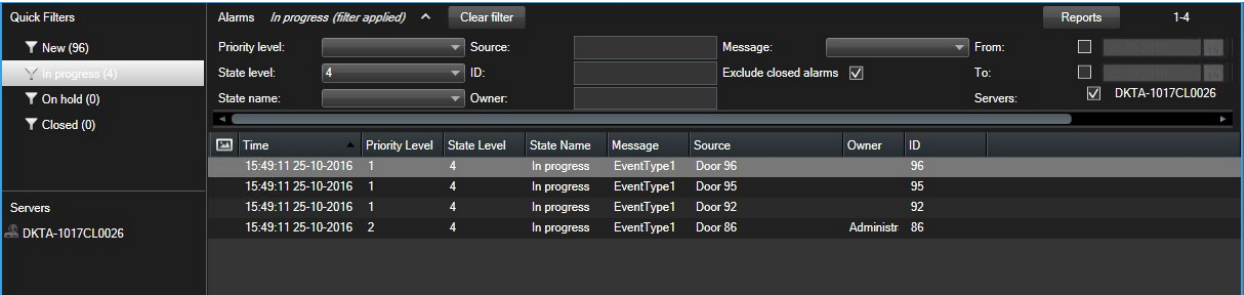 Quick Filters
New (96)
In progress (4)
On hold (0)
Closed (0)
Servers
DKTA-1017CL0026
Alarms In progress (filter applied) Clear filter Reports 1-4
Priority level: Source: Message: From:
State level: 4 ID: Exclude closed alarms To:
State name: Owner: Servers: DKTA-1017CL0026
Time Priority Level State Level State Name Message Source Owner ID
15:49:11 25-10-2016 1 4 In progress EventType1 Door 96 96
15:49:11 25-10-2016 1 4 In progress EventType1 Door 95 95
15:49:11 25-10-2016 1 4 In progress EventType1 Door 92 92
15:49:11 25-10-2016 2 4 In progress EventType1 Door 86 Administr 86